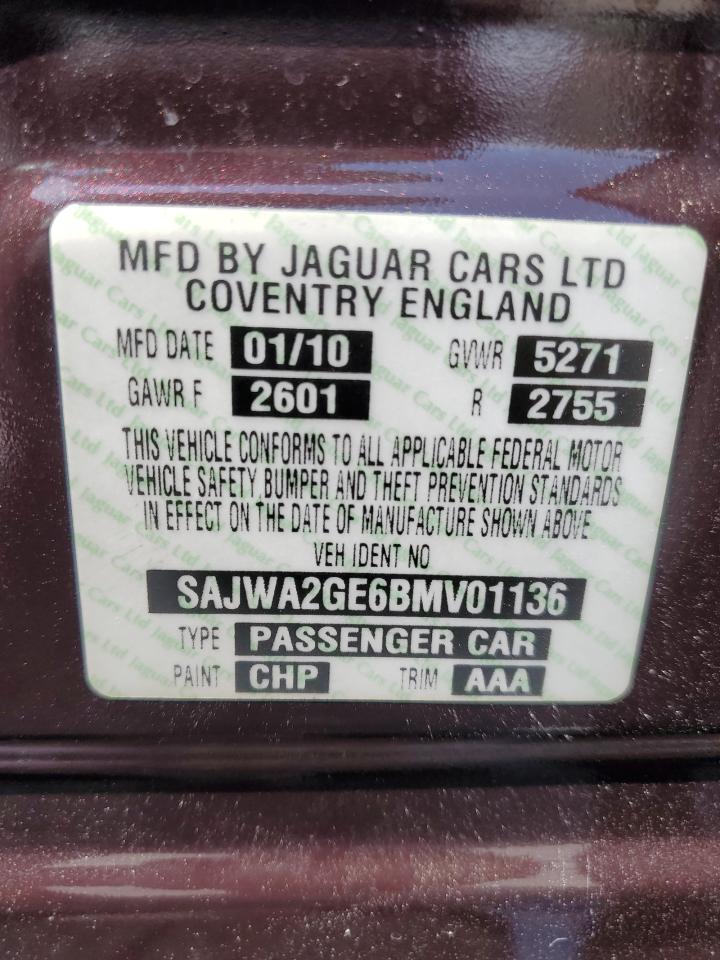 MFD BY JAGUAR CARS LTD
COVENTRY ENGLAND
MFD DATE 01/10 GVWR 5271
GAWR F 2601 R 2755
THIS VEHICLE CONFORMS TO ALL APPLICABLE FEDERAL MOTOR
VEHICLE SAFETY BUMPER AND THEFT PREVENTION STANDARDS
IN EFFECT ON THE DATE OF MANUFACTURE SHOWN ABOVE
VEH IDENT NO
SAJWA2GE6BMV01136
TYPE PASSENGER CAR
PAINT CHP TRIM AAA